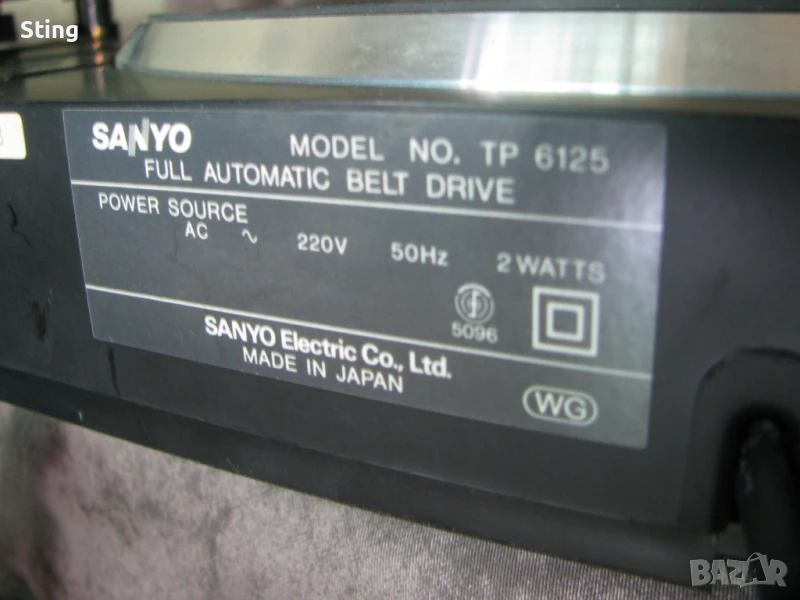 Sting
SANYO MODEL NO. TP 6125
FULL AUTOMATIC BELT DRIVE
POWER SOURCE
AC ~ 220V 50Hz 2 WATTS
5096
SANYO Electric Co., Ltd.
MADE IN JAPAN
WG
BAZAR